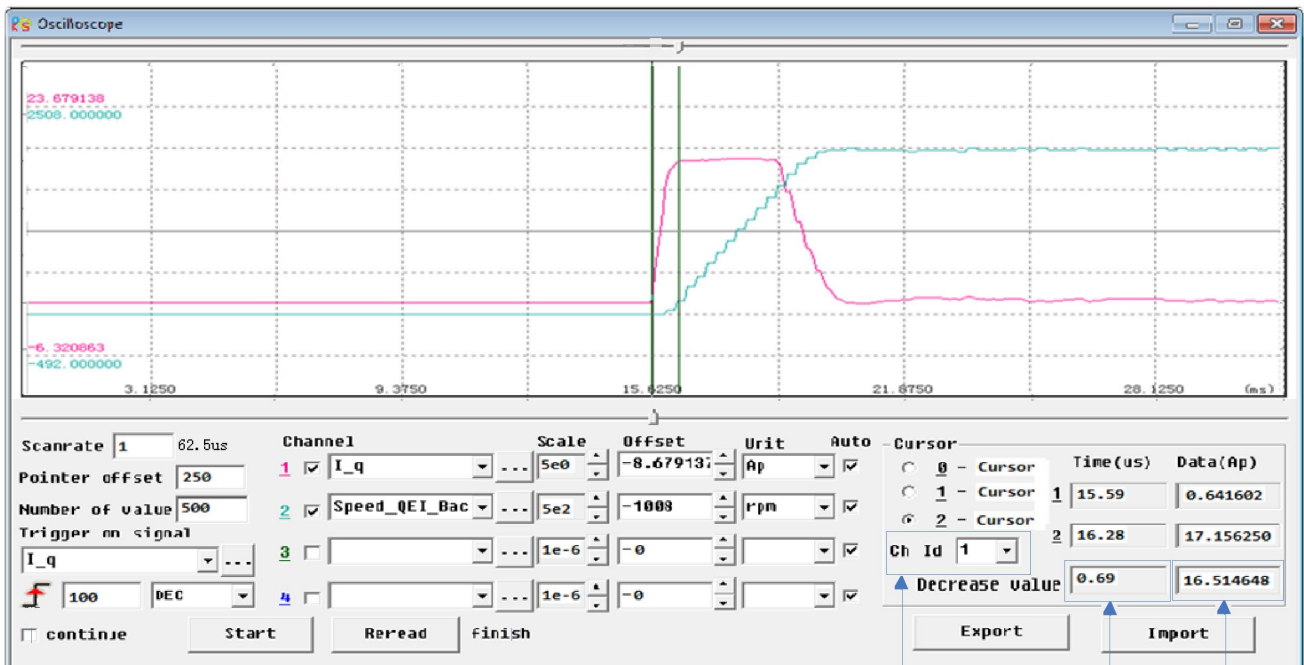 Oscilloscope
23.679138
2508.000000
-6.320863
-492.000000
3.1250 9.3750 15.6250 21.8750 28.1250 (ms)
Scanrate 1 62.5us Channel Scale Offset Unit Auto Cursor
1 I_q ... 5e0 -8.679137 Ap 0 - Cursor Time(us) Data(Ap)
Pointer offset 250
1 - Cursor 1 15.59 0.641602
Number of value 500 2 Speed_QEI_Bac ... 5e2 -1008 rpm
2 - Cursor 2 16.28 17.156250
Trigger on signal
I_q ... 3 ... 1e-6 -0 Ch Id 1
Decrease value 0.69 16.514648
100 DEC 4 ... 1e-6 -0
continue Start Reread finish Export Import